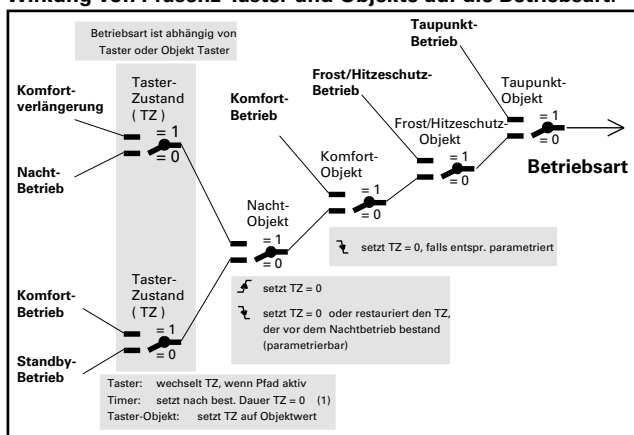 Wirkung von Präsenz-Taster und Objekte auf die Betriebsart:
Betriebsart ist abhängig von
Taster oder Objekt Taster
Taupunkt-
Betrieb
Frost/Hitzeschutz-
Betrieb
Taupunkt-
Objekt
= 1
= 0
Betriebsart
Komfort-
verlängerung
Taster-
Zustand
( TZ )
= 1
= 0
Nacht-
Betrieb
Komfort-
Betrieb
Frost/Hitzeschutz-
Objekt
= 1
= 0
Komfort-
Objekt
= 1
= 0
Nacht-
Objekt
= 1
= 0
setzt TZ = 0, falls entspr. parametriert
setzt TZ = 0
setzt TZ = 0 oder restauriert den TZ,
der vor dem Nachtbetrieb bestand
(parametrierbar)
Komfort-
Betrieb
Taster-
Zustand
( TZ )
= 1
= 0
Standby-
Betrieb
Taster: wechselt TZ, wenn Pfad aktiv
Timer: setzt nach best. Dauer TZ = 0 (1)
Taster-Objekt: setzt TZ auf Objektwert